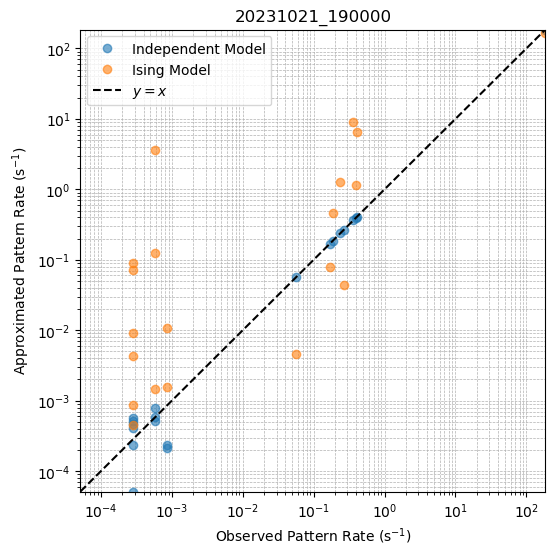 20231021_190000
Independent Model
Ising Model
y = x
Approximated Pattern Rate (s⁻¹)
10²
10¹
10⁰
10⁻¹
10⁻²
10⁻³
10⁻⁴
10⁻⁴ 10⁻³ 10⁻² 10⁻¹ 10⁰ 10¹ 10²
Observed Pattern Rate (s⁻¹)